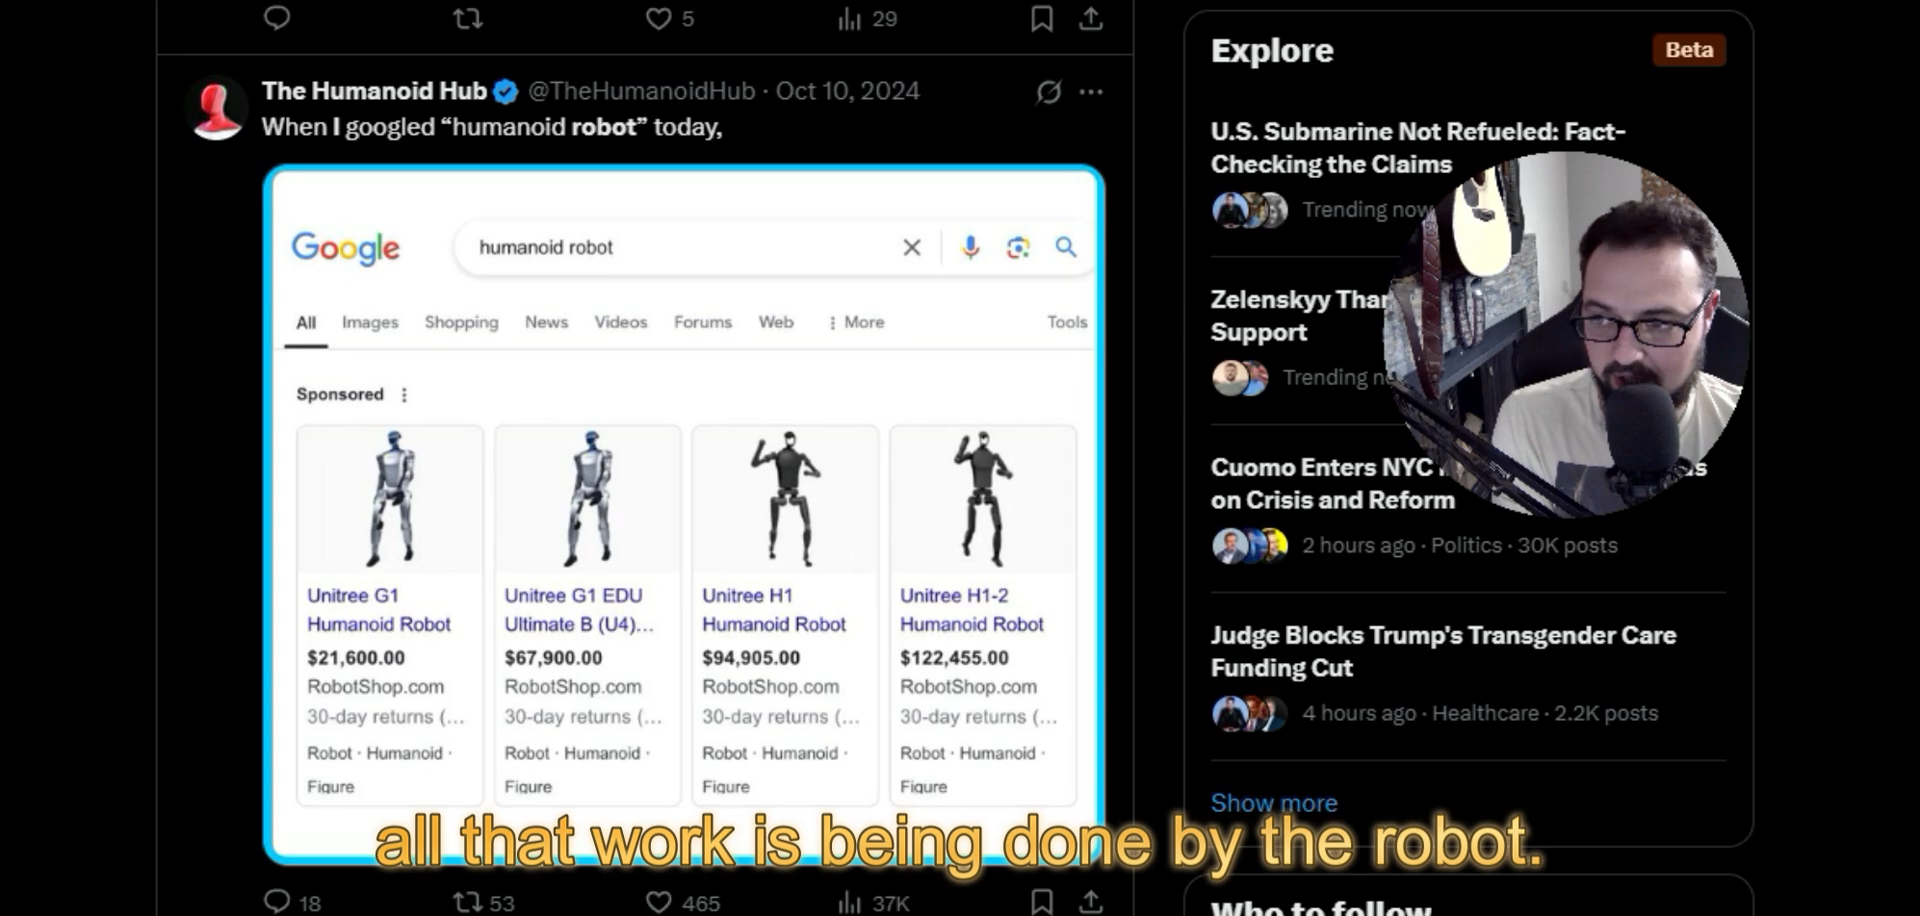 5
29
The Humanoid Hub @TheHumanoidHub · Oct 10, 2024
When I googled “humanoid robot” today,
Google
humanoid robot
All Images Shopping News Videos Forums Web More Tools
Sponsored
Unitree G1
Humanoid Robot
$21,600.00
RobotShop.com
30-day returns (...
Robot · Humanoid ·
Figure
Unitree G1 EDU
Ultimate B (U4)...
$67,900.00
RobotShop.com
30-day returns (...
Robot · Humanoid ·
Figure
Unitree H1
Humanoid Robot
$94,905.00
RobotShop.com
30-day returns (...
Robot · Humanoid ·
Figure
Unitree H1-2
Humanoid Robot
$122,455.00
RobotShop.com
30-day returns (...
Robot · Humanoid ·
Figure
18
53
465
37K
Explore
Beta
U.S. Submarine Not Refueled: Fact-
Checking the Claims
Trending now
Zelenskyy
Support
Trending
Cuomo Enters NYC
on Crisis and Reform
2 hours ago · Politics · 30K posts
Judge Blocks Trump's Transgender Care
Funding Cut
4 hours ago · Healthcare · 2.2K posts
Show more
Who to follow
all that work is being done by the robot.